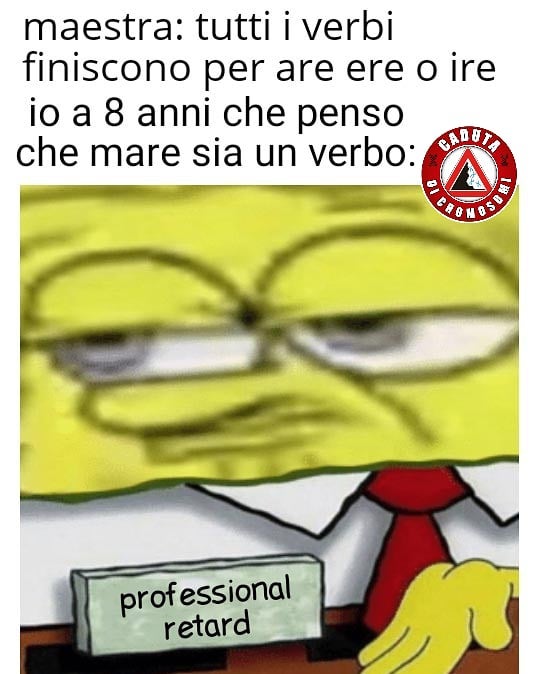 maestra: tutti i verbi
finiscono per are ere o ire
io a 8 anni che penso
che mare sia un verbo:
CADUTA
DI CROMOSOMI
professional
retard